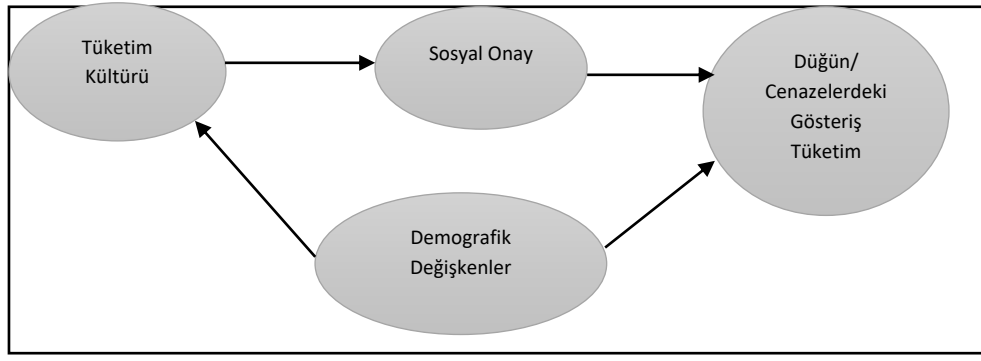 Tüketim
Kültürü
Sosyal Onay
Düğün/
Cenazelerdeki
Gösteriş
Tüketim
Demografik
Değişkenler